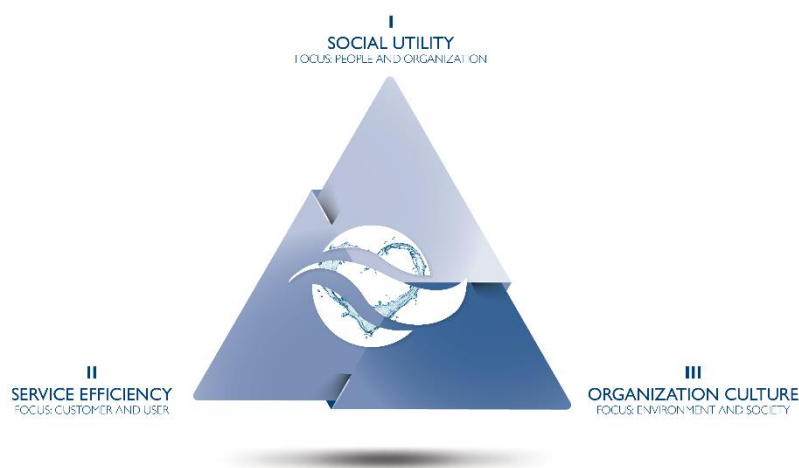 I
SOCIAL UTILITY
FOCUS: PEOPLE AND ORGANIZATION
II
SERVICE EFFICIENCY
FOCUS: CUSTOMER AND USER
III
ORGANIZATION CULTURE
FOCUS: ENVIRONMENT AND SOCIETY